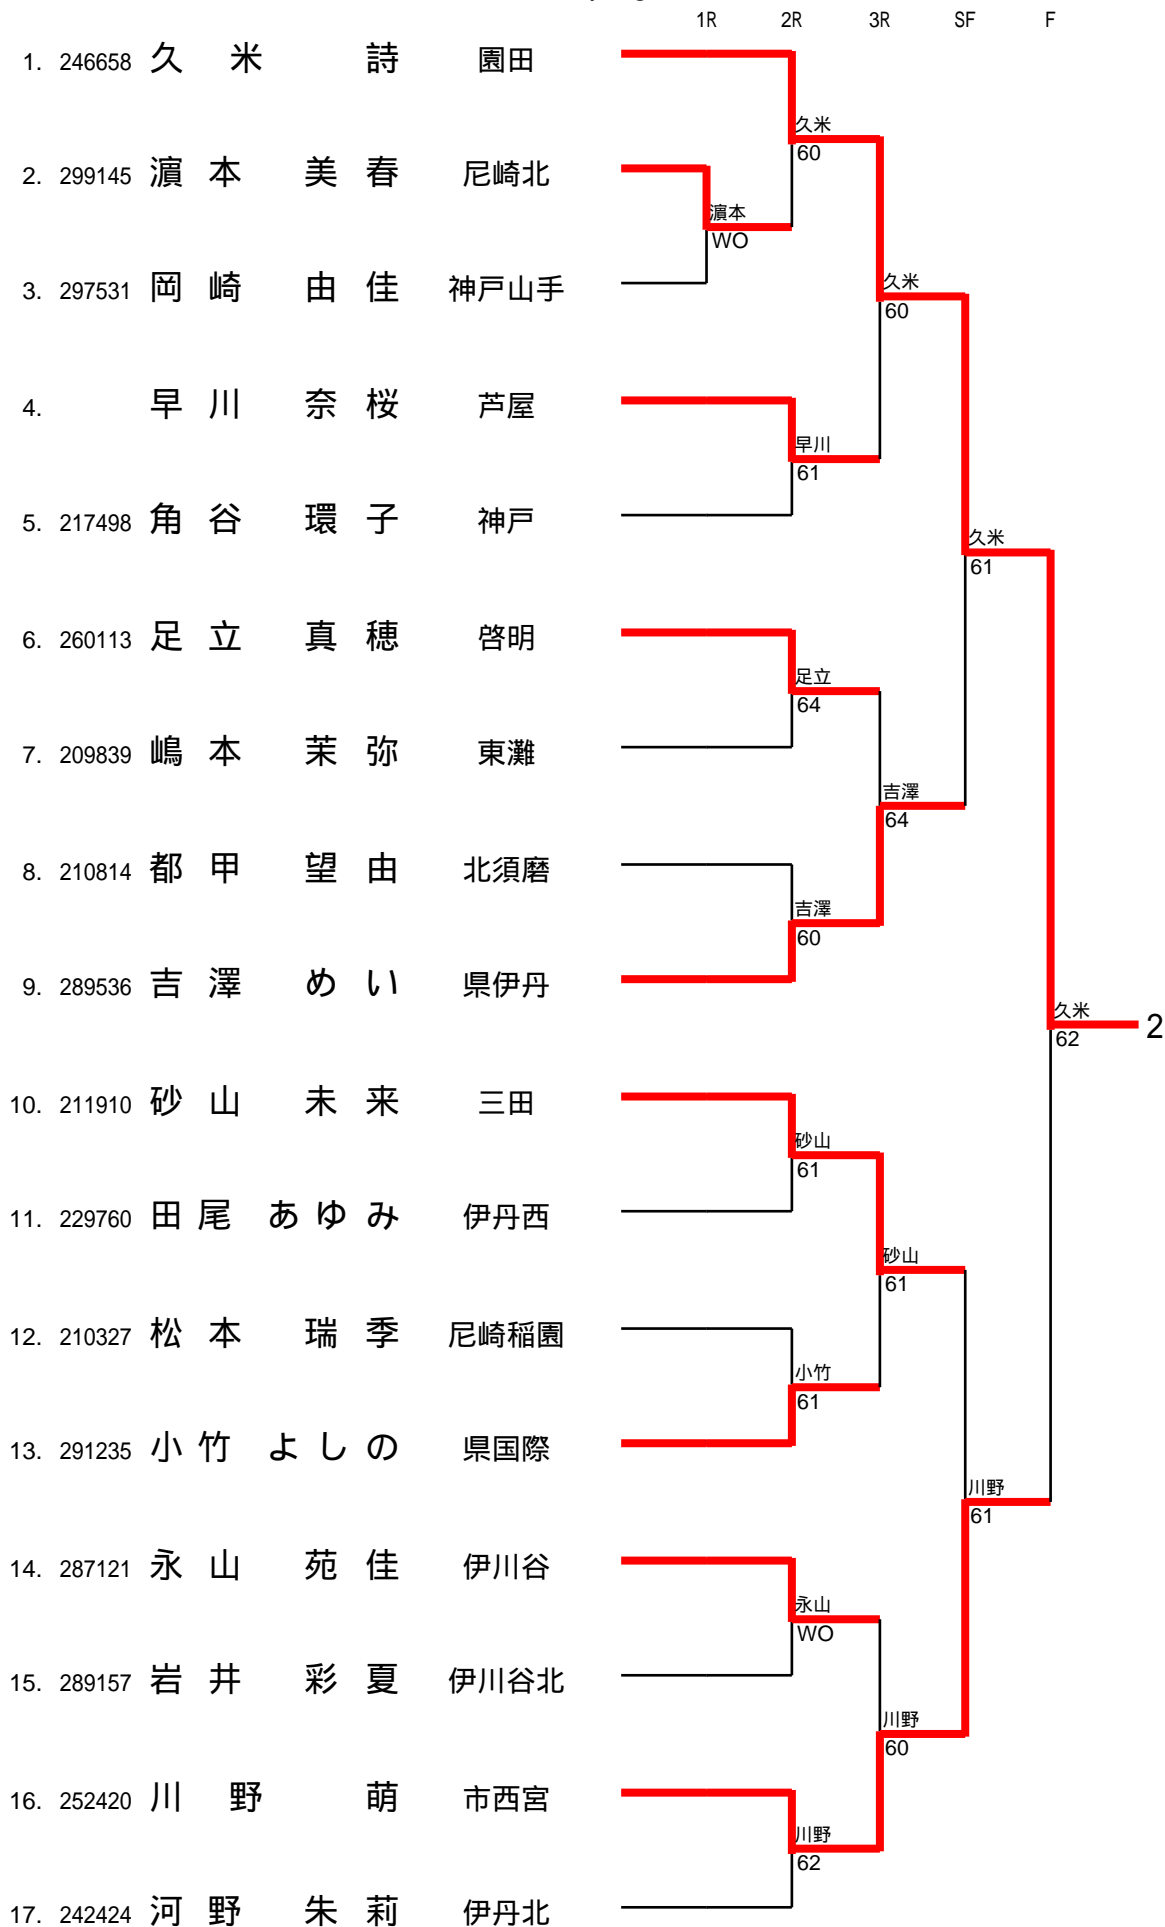 1R 2R 3R SF F
1. 246658 久米 詩 園田
久米
60
2. 299145 濵本 美春 尼崎北
濵本
WO
3. 297531 岡崎 由佳 神戸山手
久米
60
4. 早川 奈桜 芦屋
早川
61
5. 217498 角谷 環子 神戸
久米
61
6. 260113 足立 真穂 啓明
足立
64
7. 209839 嶋本 茉弥 東灘
吉澤
64
8. 210814 都甲 望由 北須磨
吉澤
60
9. 289536 吉澤 めい 県伊丹
久米
62
2
10. 211910 砂山 未来 三田
砂山
61
11. 229760 田尾 あゆみ 伊丹西
砂山
61
12. 210327 松本 瑞季 尼崎稲園
小竹
61
13. 291235 小竹 よしの 県国際
川野
61
14. 287121 永山 苑佳 伊川谷
永山
WO
15. 289157 岩井 彩夏 伊川谷北
川野
60
16. 252420 川野 萌 市西宮
川野
62
17. 242424 河野 朱莉 伊丹北